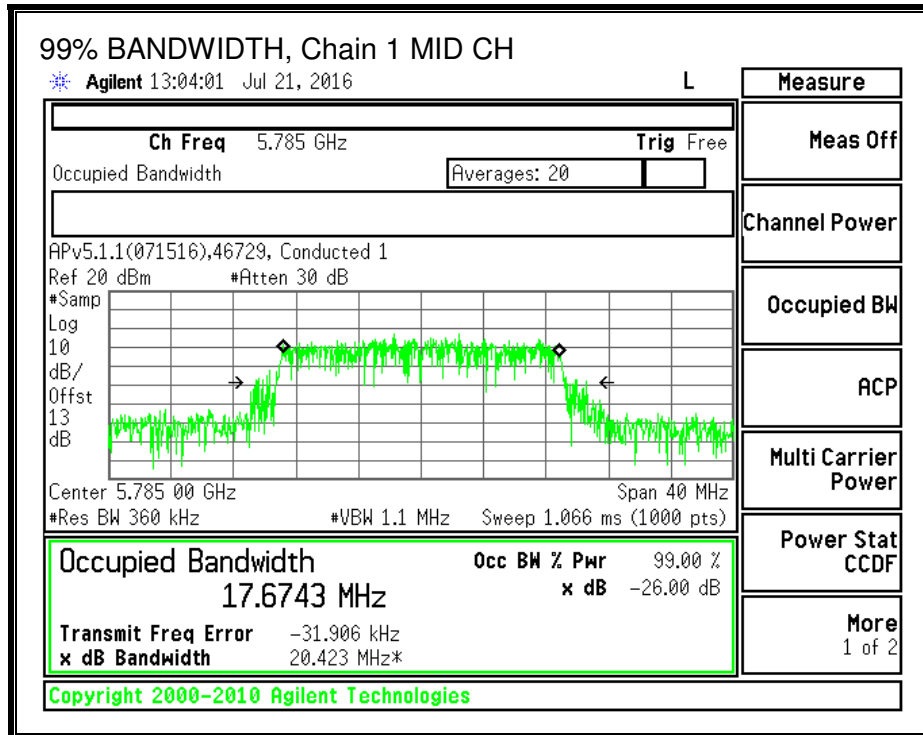 99% BANDWIDTH, Chain 1 MID CH
Agilent 13:04:01 Jul 21, 2016 L
Measure
Ch Freq 5.785 GHz Trig Free
Meas Off
Occupied Bandwidth Averages: 20
Channel Power
APv5.1.1(071516),46729, Conducted 1
Ref 20 dBm #Atten 30 dB
#Samp
Log
10
dB/
Offst
13
dB
Occupied BW
ACP
Multi Carrier
Power
Center 5.785 00 GHz Span 40 MHz
#Res BW 360 kHz #VBW 1.1 MHz Sweep 1.066 ms (1000 pts)
Occupied Bandwidth Occ BW % Pwr 99.00 %
17.6743 MHz x dB -26.00 dB
Transmit Freq Error -31.906 kHz
x dB Bandwidth 20.423 MHz*
Power Stat
CCDF
More
1 of 2
Copyright 2000-2010 Agilent Technologies